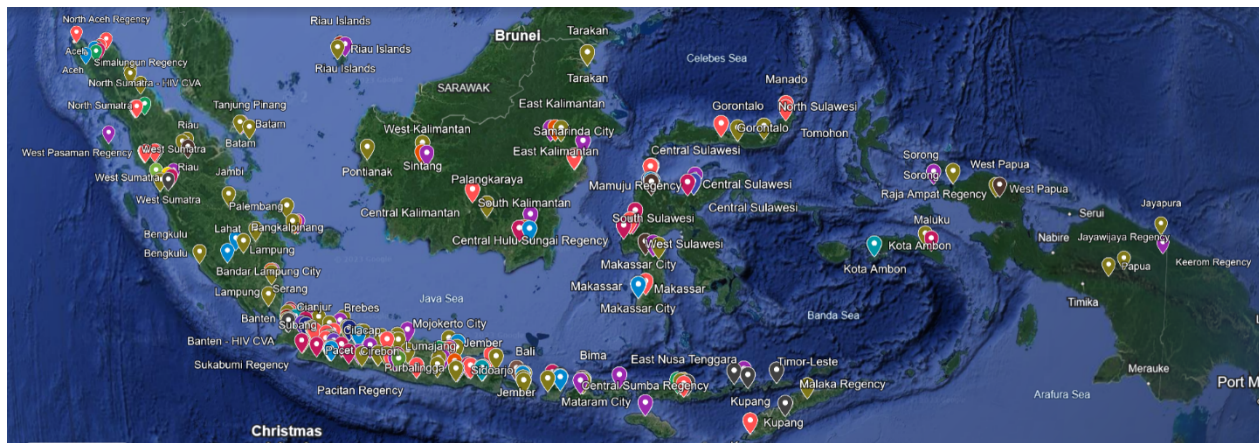 North Aceh Regency
Aceh
Aceh
Simalungun Regency
North Sumatra - HIV CVA
North Sumatra
Riau Islands
Riau Islands
Riau Islands
Brunei
SARAWAK
Tarakan
Tarakan
Celebes Sea
Manado
Gorontalo
North Sulawesi
Gorontalo
Tomohon
Tanjung Pinang
Batam
Batam
Riau
West Sumatra
West Pasaman Regency
Riau
West Sumatra
Jambi
West Sumatra
East Kalimantan
West Kalimantan
Samarinda City
East Kalimantan
Pontianak
Sintang
Palangkaraya
South Kalimantan
Central Kalimantan
Central Hulu Sungai Regency
Central Sulawesi
Mamuju Regency
Central Sulawesi
Central Sulawesi
South Sulawesi
West Sulawesi
Makassar City
Makassar
Makassar
Makassar City
Sorong
Sorong
West Papua
Raja Ampat Regency
West Papua
Maluku
Kota Ambon
Kota Ambon
Serui
Nabire
Jayapura
Jayawijaya Regency
Keerom Regency
Papua
Timika
Merauke
Port M
Palembang
Pangkalpinang
Bengkulu
Lahat
Bengkulu
Lampung
Bandar Lampung City
Lampung
Serang
Java Sea
Banda Sea
Arafura Sea
Cianjur
Brebes
Banten
Subang
Cilacap
Mojokerto City
Banten - HIV CVA
Pacet
Cirebon
Lumajang
Jember
Sukabumi Regency
Purbalingga
Sidoarjo
Bali
Pacitan Regency
Jember
Bima
East Nusa Tenggara
Timor-Leste
Central Sumba Regency
Malaka Regency
Mataram City
Kupang
Kupang
Christmas